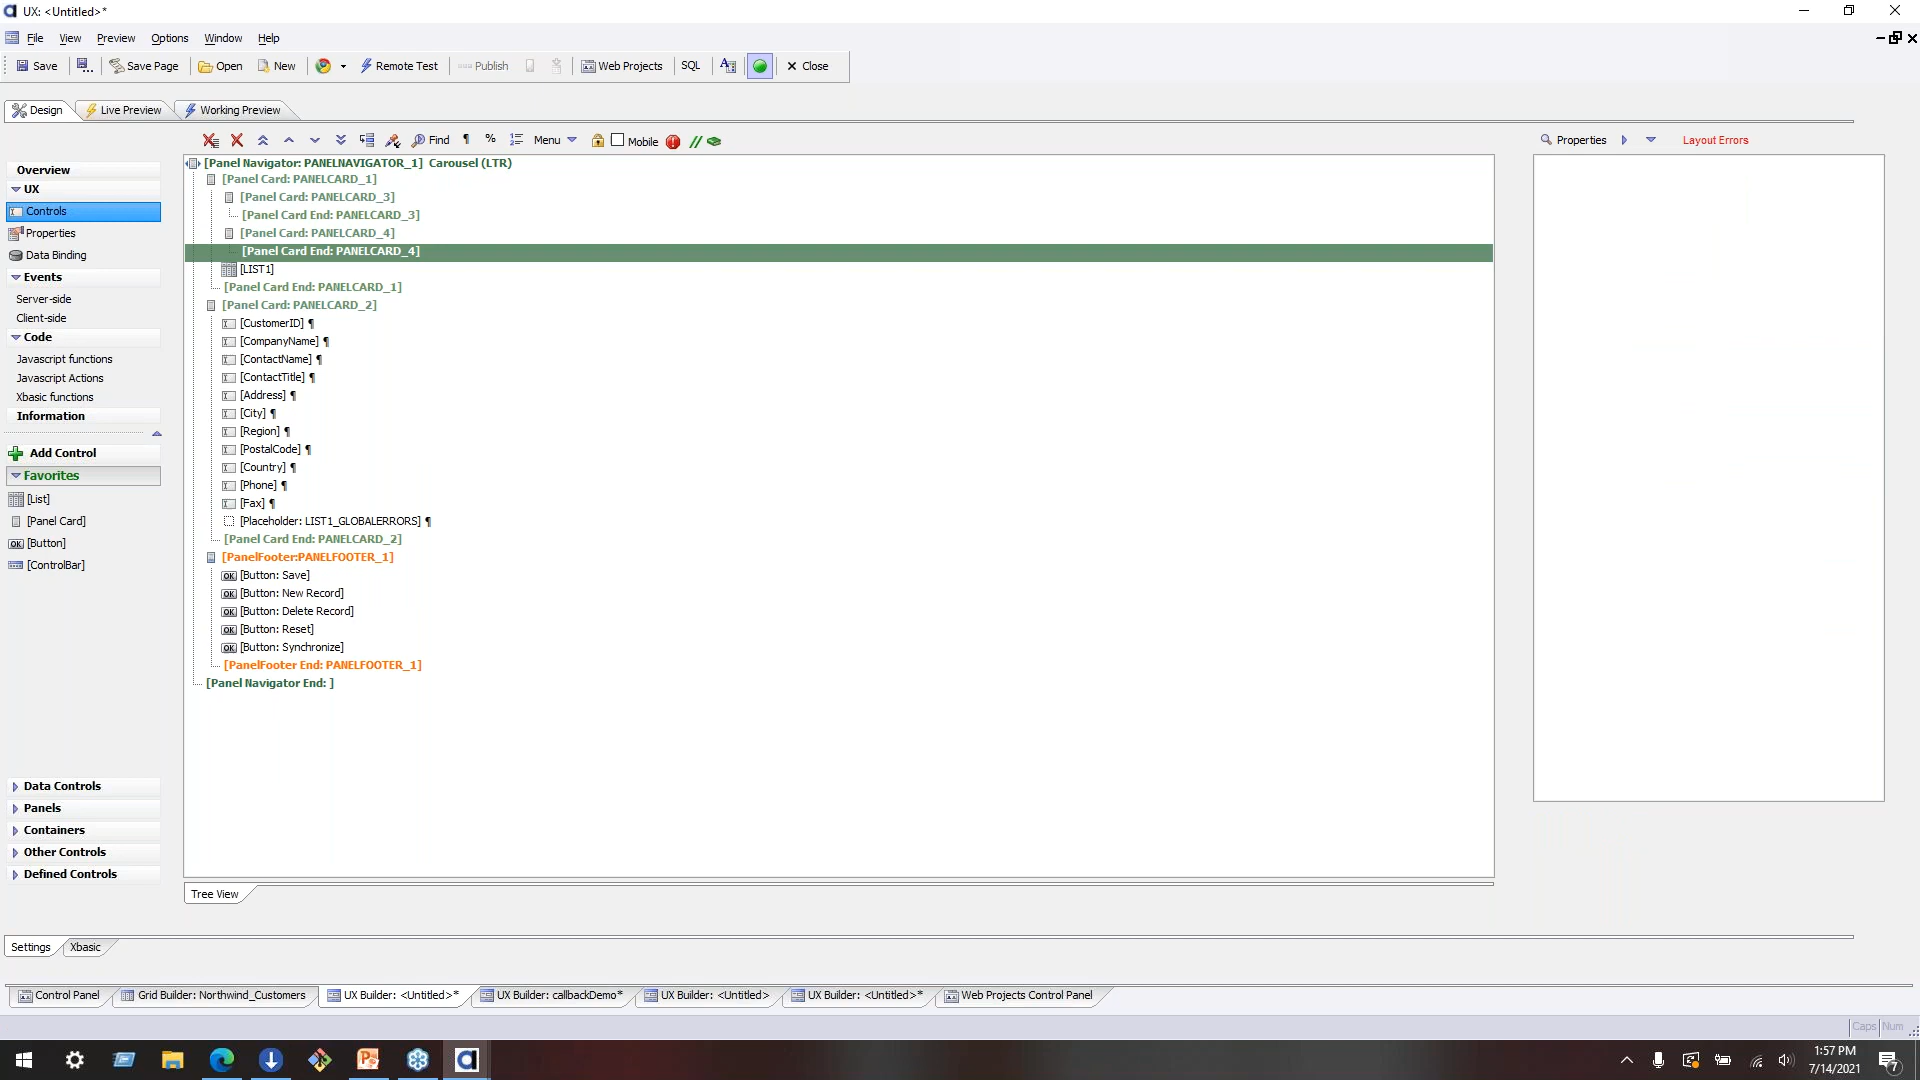 UX: <Untitled>*
File View Preview Options Window Help
Save Save Page Open New Remote Test Publish Web Projects SQL Close
Design Live Preview Working Preview
Find ¶ % Menu Mobile // Properties Layout Errors
Overview
UX
Controls
Properties
Data Binding
Events
Server-side
Client-side
Code
Javascript functions
Javascript Actions
Xbasic functions
Information
Add Control
Favorites
[List]
[Panel Card]
[Button]
[ControlBar]
Data Controls
Panels
Containers
Other Controls
Defined Controls
[Panel Navigator: PANELNAVIGATOR_1] Carousel (LTR)
[Panel Card: PANELCARD_1]
[Panel Card: PANELCARD_3]
[Panel Card End: PANELCARD_3]
[Panel Card: PANELCARD_4]
[Panel Card End: PANELCARD_4]
[LIST1]
[Panel Card End: PANELCARD_1]
[Panel Card: PANELCARD_2]
[CustomerID] ¶
[CompanyName] ¶
[ContactName] ¶
[ContactTitle] ¶
[Address] ¶
[City] ¶
[Region] ¶
[PostalCode] ¶
[Country] ¶
[Phone] ¶
[Fax] ¶
[Placeholder: LIST1_GLOBALERRORS] ¶
[Panel Card End: PANELCARD_2]
[PanelFooter:PANELFOOTER_1]
OK [Button: Save]
OK [Button: New Record]
OK [Button: Delete Record]
OK [Button: Reset]
OK [Button: Synchronize]
[PanelFooter End: PANELFOOTER_1]
[Panel Navigator End: ]
Tree View
Settings Xbasic
Control Panel Grid Builder: Northwind_Customers UX Builder: <Untitled>* UX Builder: callbackDemo* UX Builder: <Untitled> UX Builder: <Untitled>* Web Projects Control Panel
Caps Num
1:57 PM
7/14/2021
7